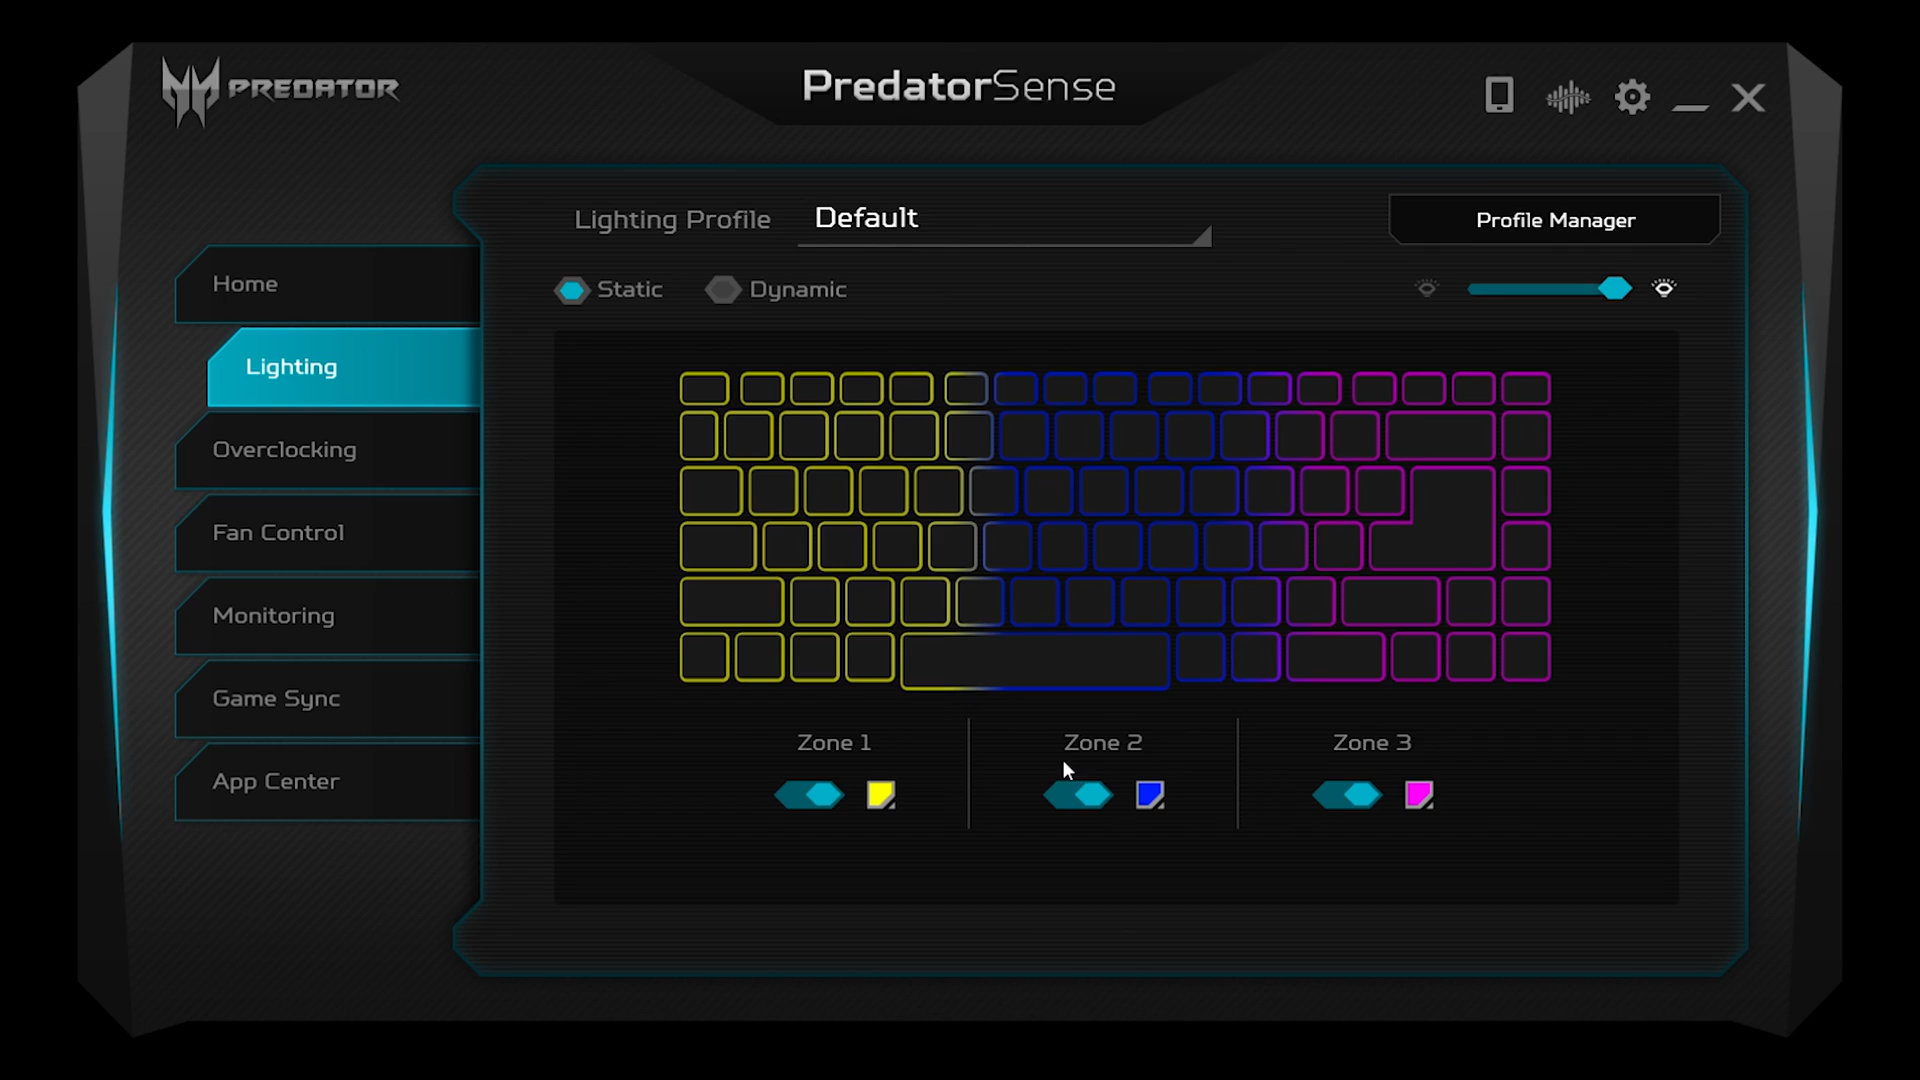 PREDATOR
PredatorSense
Lighting Profile
Default
Profile Manager
Static
Dynamic
Home
Lighting
Overclocking
Fan Control
Monitoring
Game Sync
App Center
Zone 1
Zone 2
Zone 3